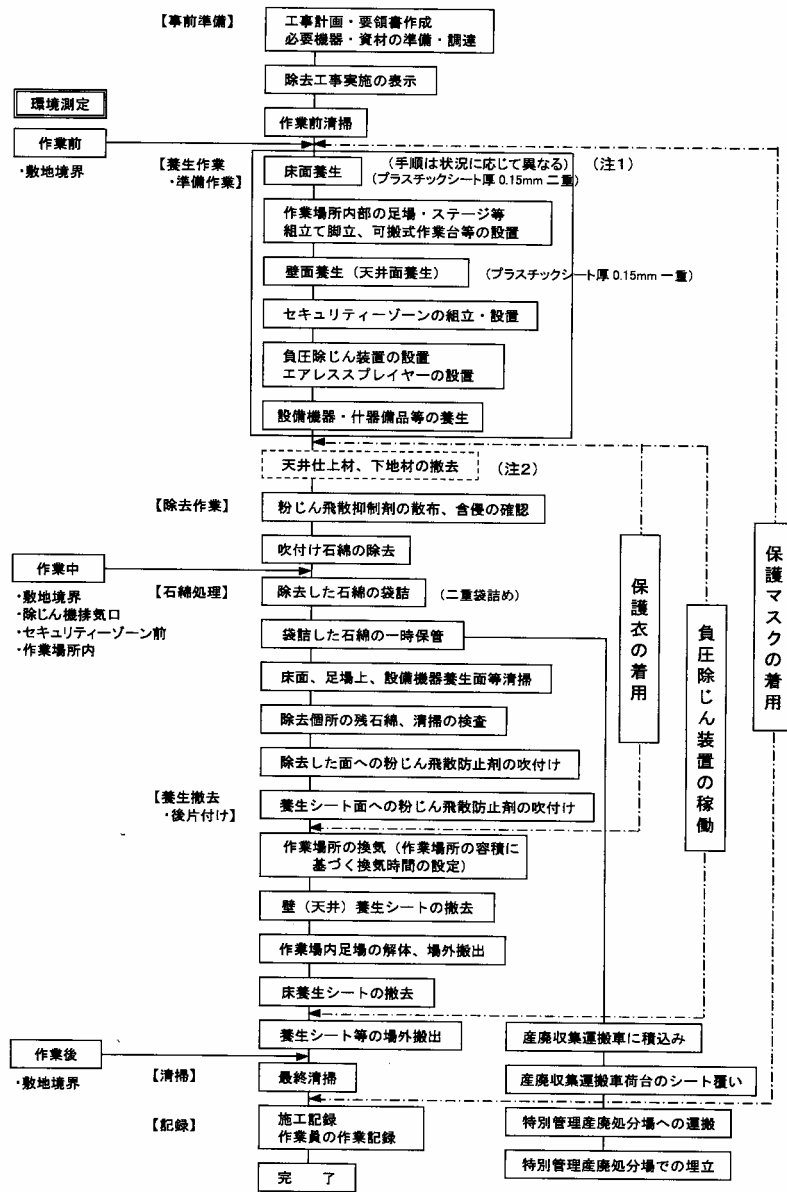 【事前準備】
工事計画・要領書作成
必要機器・資材の準備・調達
除去工事実施の表示
環境測定
作業前清掃
作業前
・敷地境界
【養生作業
・準備作業】
床面養生
(手順は状況に応じて異なる)
(注1)
(プラスチックシート厚 0.15mm 二重)
作業場所内部の足場・ステージ等
組立て脚立、可搬式作業台等の設置
壁面養生(天井面養生)
(プラスチックシート厚 0.15mm 一重)
セキュリティーゾーンの組立・設置
負圧除じん装置の設置
エアレススプレイヤーの設置
設備機器・什器備品等の養生
天井仕上材、下地材の撤去
(注2)
【除去作業】
粉じん飛散抑制剤の散布、含優の確認
吹付け石綿の除去
作業中
・敷地境界
・除じん機排気口
・セキュリティーゾーン前
・作業場所内
【石綿処理】
除去した石綿の袋詰
(二重袋詰め)
袋詰した石綿の一時保管
床面、足場上、設備機器養生面等清掃
除去個所の残石綿、清掃の検査
除去した面への粉じん飛散防止剤の吹付け
【養生撤去
・後片付け】
養生シート面への粉じん飛散防止剤の吹付け
作業場所の換気(作業場所の容積に
基づく換気時間の設定)
壁(天井)養生シートの撤去
作業場内足場の解体、場外搬出
床養生シートの撤去
養生シート等の場外搬出
作業後
・敷地境界
【清掃】
最終清掃
【記録】
施工記録
作業員の作業記録
完 了
保護衣の着用
負圧除じん装置の稼働
保護マスクの着用
産廃収集運搬車に積込み
産廃収集運搬車荷台のシート覆い
特別管理産廃処分場への運搬
特別管理産廃処分場での埋立